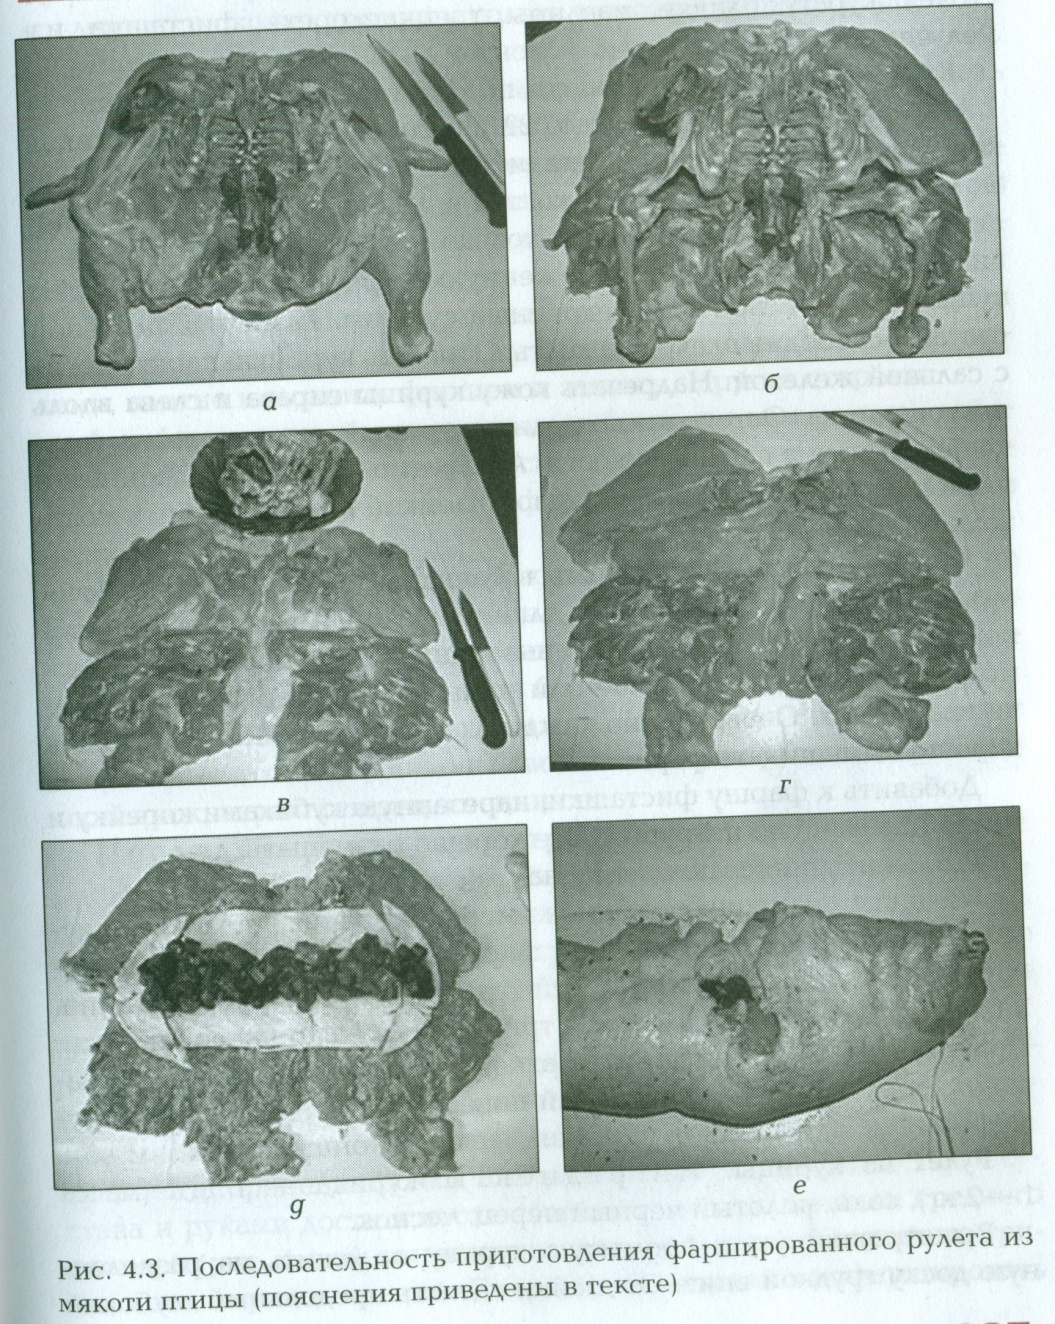 а
б
в
г
д
е
Рис. 4.3. Последовательность приготовления фаршированного рулета из
мякоти птицы (пояснения приведены в тексте)